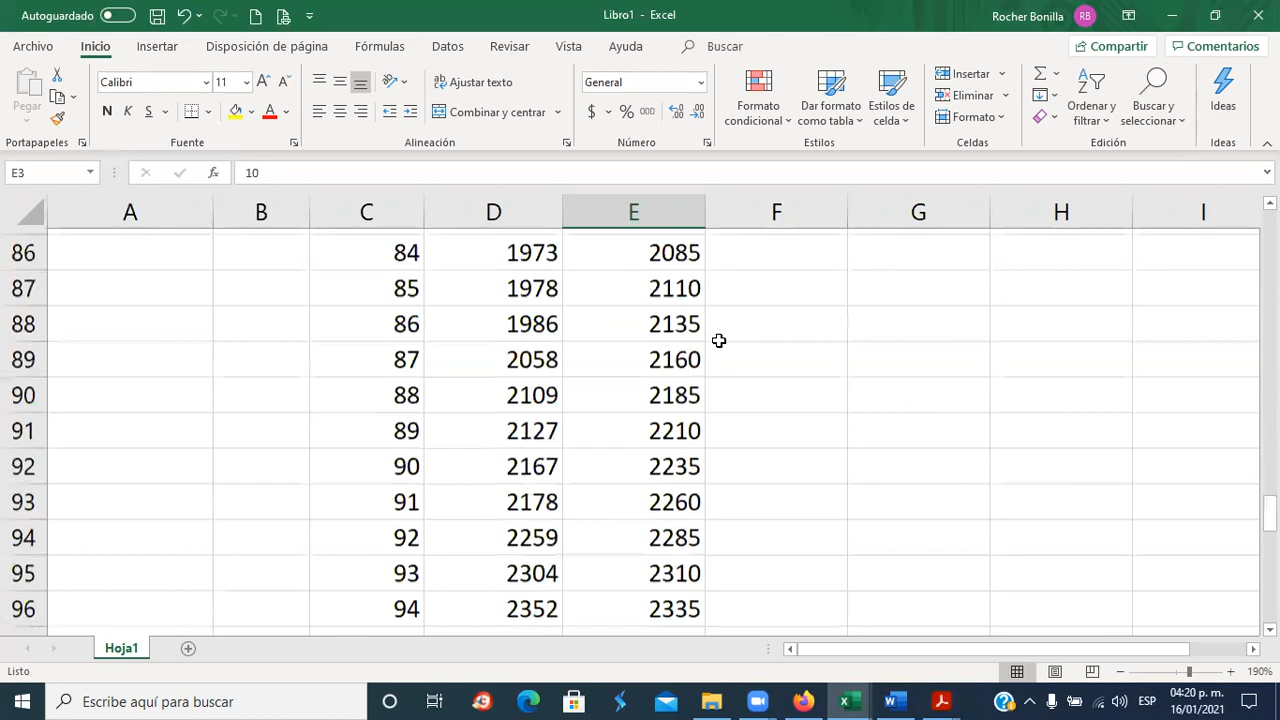 Autoguardado
Libro1 - Excel
Rocher Bonilla RB
Archivo Inicio Insertar Disposición de página Fórmulas Datos Revisar Vista Ayuda Buscar Compartir Comentarios
Pegar
Portapapeles
Calibri 11
N K S
Fuente
Ajustar texto
Combinar y centrar
Alineación
General
$ % 000
Número
Formato
condicional
Dar formato
como tabla
Estilos de
celda
Estilos
Insertar
Eliminar
Formato
Celdas
Ordenar y
filtrar
Buscar y
seleccionar
Edición
Ideas
Ideas
E3 fx 10
A B C D E F G H I
86 84 1973 2085
87 85 1978 2110
88 86 1986 2135
89 87 2058 2160
90 88 2109 2185
91 89 2127 2210
92 90 2167 2235
93 91 2178 2260
94 92 2259 2285
95 93 2304 2310
96 94 2352 2335
Hoja1
Listo 190%
Escribe aquí para buscar
ESP
04:20 p. m.
16/01/2021